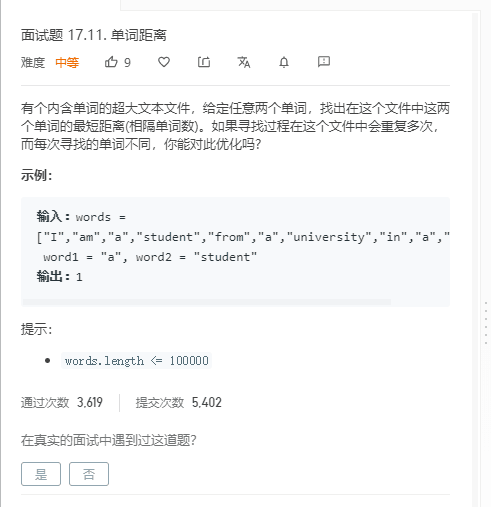 面试题 17.11. 单词距离
难度 中等 9
有个内含单词的超大文本文件，给定任意两个单词，找出在这个文件中这两
个单词的最短距离(相隔单词数)。如果寻找过程在这个文件中会重复多次，
而每次寻找的单词不同，你能对此优化吗?
示例：
输入：words =
["I","am","a","student","from","a","university","in","a","
word1 = "a", word2 = "student"
输出：1
提示：
words.length <= 100000
通过次数 3,619 提交次数 5,402
在真实的面试中遇到过这道题?
是 否